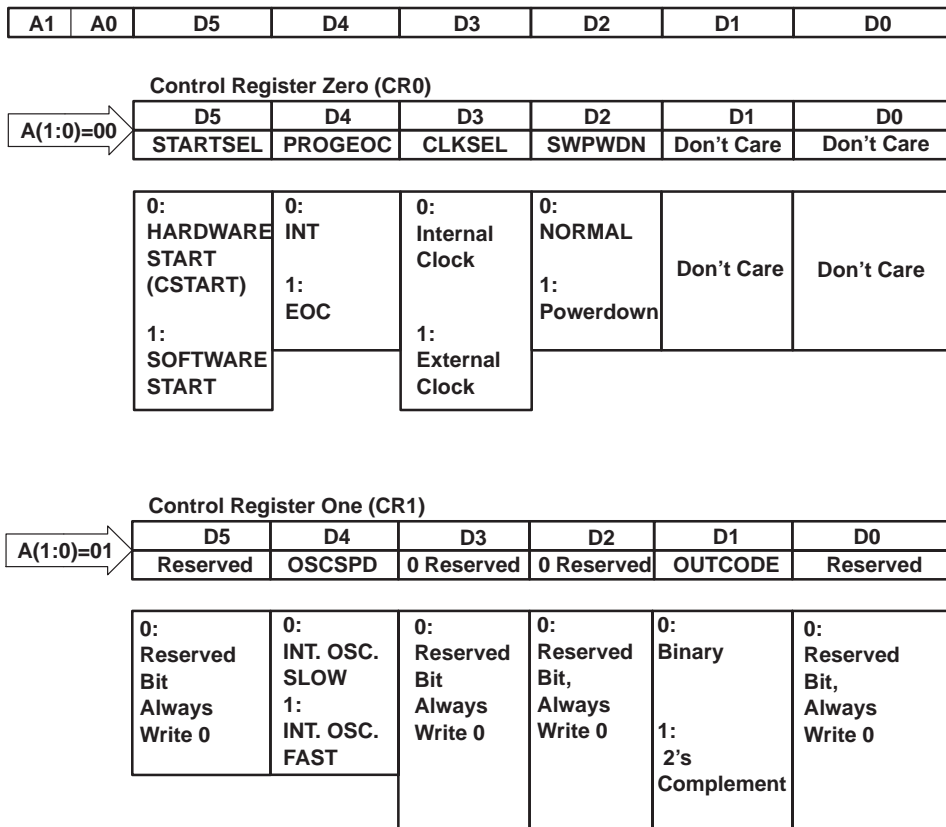 A1 A0 D5 D4 D3 D2 D1 D0
Control Register Zero (CR0)
A(1:0)=00
D5 D4 D3 D2 D1 D0
STARTSEL PROGEOC CLKSEL SWPWDN Don't Care Don't Care
0:
HARDWARE
START
(CSTART)
1:
SOFTWARE
START
0:
INT
1:
EOC
0:
Internal
Clock
1:
External
Clock
0:
NORMAL
1:
Powerdown
Don't Care
Don't Care
Control Register One (CR1)
A(1:0)=01
D5 D4 D3 D2 D1 D0
Reserved OSCSPD 0 Reserved 0 Reserved OUTCODE Reserved
0:
Reserved
Bit
Always
Write 0
0:
INT. OSC.
SLOW
1:
INT. OSC.
FAST
0:
Reserved
Bit
Always
Write 0
0:
Reserved
Bit,
Always
Write 0
0:
Binary
1:
2's
Complement
0:
Reserved
Bit,
Always
Write 0